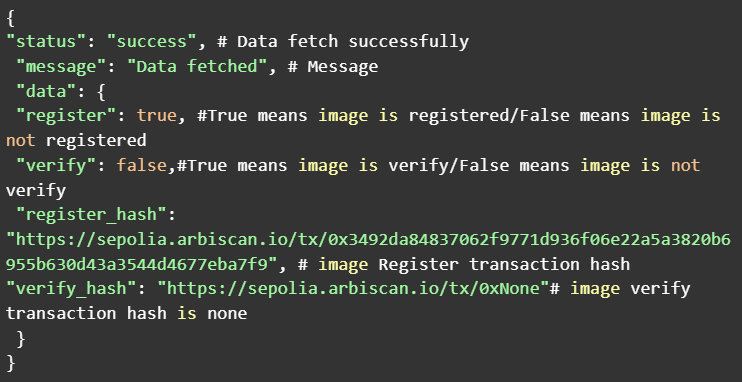 {
"status": "success", # Data fetch successfully
"message": "Data fetched", # Message
"data": {
"register": true, #True means image is registered/False means image is
not registered
"verify": false,#True means image is verify/False means image is not
verify
"register_hash":
"https://sepolia.arbiscan.io/tx/0x3492da84837062f9771d936f06e22a5a3820b6
955b630d43a3544d4677eba7f9", # image Register transaction hash
"verify_hash": "https://sepolia.arbiscan.io/tx/0xNone"# image verify
transaction hash is none
}
}